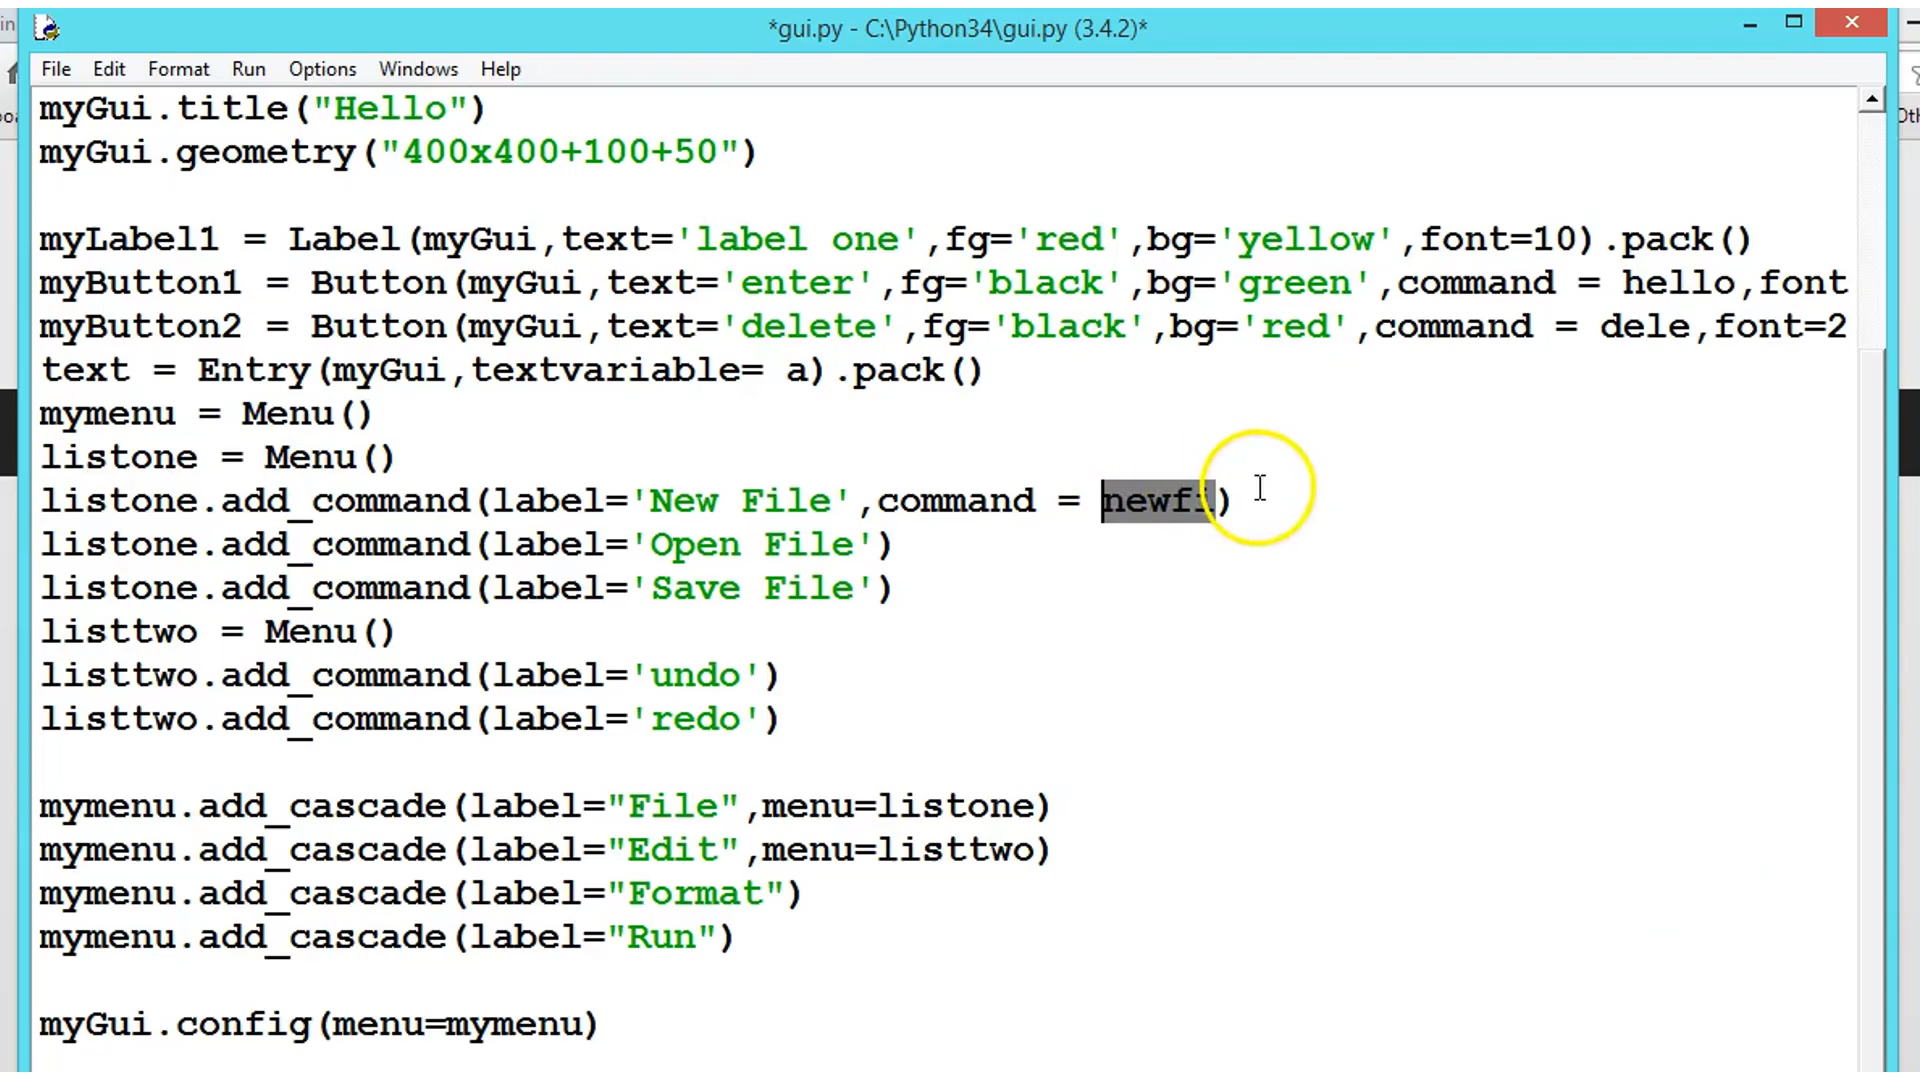 *gui.py - C:\Python34\gui.py (3.4.2)*
File Edit Format Run Options Windows Help
myGui.title("Hello")
myGui.geometry("400x400+100+50")
myLabel1 = Label(myGui,text='label one',fg='red',bg='yellow',font=10).pack()
myButton1 = Button(myGui,text='enter',fg='black',bg='green',command = hello,font
myButton2 = Button(myGui,text='delete',fg='black',bg='red',command = dele,font=2
text = Entry(myGui,textvariable= a).pack()
mymenu = Menu()
listone = Menu()
listone.add_command(label='New File',command = newfi)
listone.add_command(label='Open File')
listone.add_command(label='Save File')
listtwo = Menu()
listtwo.add_command(label='undo')
listtwo.add_command(label='redo')
mymenu.add_cascade(label="File",menu=listone)
mymenu.add_cascade(label="Edit",menu=listtwo)
mymenu.add_cascade(label="Format")
mymenu.add_cascade(label="Run")
myGui.config(menu=mymenu)